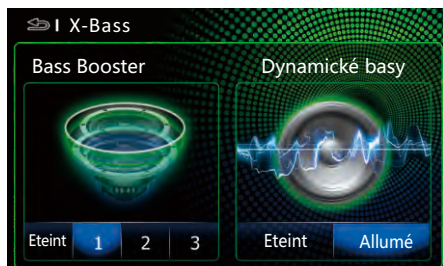 I X-Bass
Bass Booster
Dynamické basy
Eteint 1 2 3
Eteint Allumé